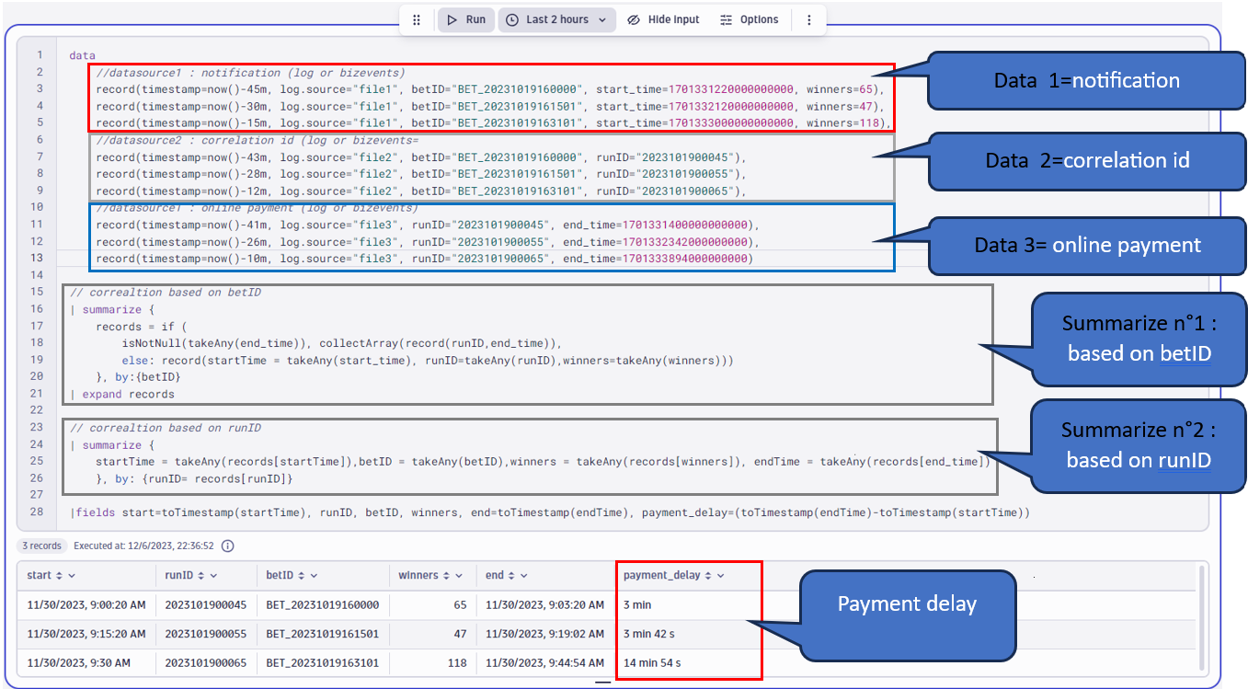 Run Last 2 hours Hide input Options
1 data
2 //datasource1 : notification (log or bizevents)
3 record(timestamp=now()-45m, log.source="file1", betID="BET_20231019160000", start_time=1701331220000000000, winners=65),
4 record(timestamp=now()-30m, log.source="file1", betID="BET_20231019161501", start_time=1701332120000000000, winners=47),
5 record(timestamp=now()-15m, log.source="file1", betID="BET_20231019163101", start_time=1701333000000000000, winners=118),
6 //datasource2 : correlation id (log or bizevents=
7 record(timestamp=now()-43m, log.source="file2", betID="BET_20231019160000", runID="2023101900045"),
8 record(timestamp=now()-28m, log.source="file2", betID="BET_20231019161501", runID="2023101900055"),
9 record(timestamp=now()-12m, log.source="file2", betID="BET_20231019163101", runID="2023101900065"),
10 //datasource1 : online payment (log or bizevents)
11 record(timestamp=now()-41m, log.source="file3", runID="2023101900045", end_time=1701331400000000000),
12 record(timestamp=now()-26m, log.source="file3", runID="2023101900055", end_time=1701332342000000000),
13 record(timestamp=now()-10m, log.source="file3", runID="2023101900065", end_time=1701333894000000000)
14
15 // correaltion based on betID
16 | summarize {
17 records = if (
18 isNotNull(takeAny(end_time)), collectArray(record(runID,end_time)),
19 else: record(startTime = takeAny(start_time), runID=takeAny(runID),winners=takeAny(winners)))
20 }, by:{betID}
21 | expand records
22
23 // correaltion based on runID
24 | summarize {
25 startTime = takeAny(records[startTime]),betID = takeAny(betID),winners = takeAny(records[winners]), endTime = takeAny(records[end_time])
26 }, by: {runID= records[runID]}
27
28 |fields start=toTimestamp(startTime), runID, betID, winners, end=toTimestamp(endTime), payment_delay=(toTimestamp(endTime)-toTimestamp(startTime))
Data 1=notification
Data 2=correlation id
Data 3= online payment
Summarize n°1 :
based on betID
Summarize n°2 :
based on runID
3 records Executed at: 12/6/2023, 22:36:52
start runID betID winners end payment_delay
11/30/2023, 9:00:20 AM 2023101900045 BET_20231019160000 65 11/30/2023, 9:03:20 AM 3 min
11/30/2023, 9:15:20 AM 2023101900055 BET_20231019161501 47 11/30/2023, 9:19:02 AM 3 min 42 s
11/30/2023, 9:30 AM 2023101900065 BET_20231019163101 118 11/30/2023, 9:44:54 AM 14 min 54 s
Payment delay